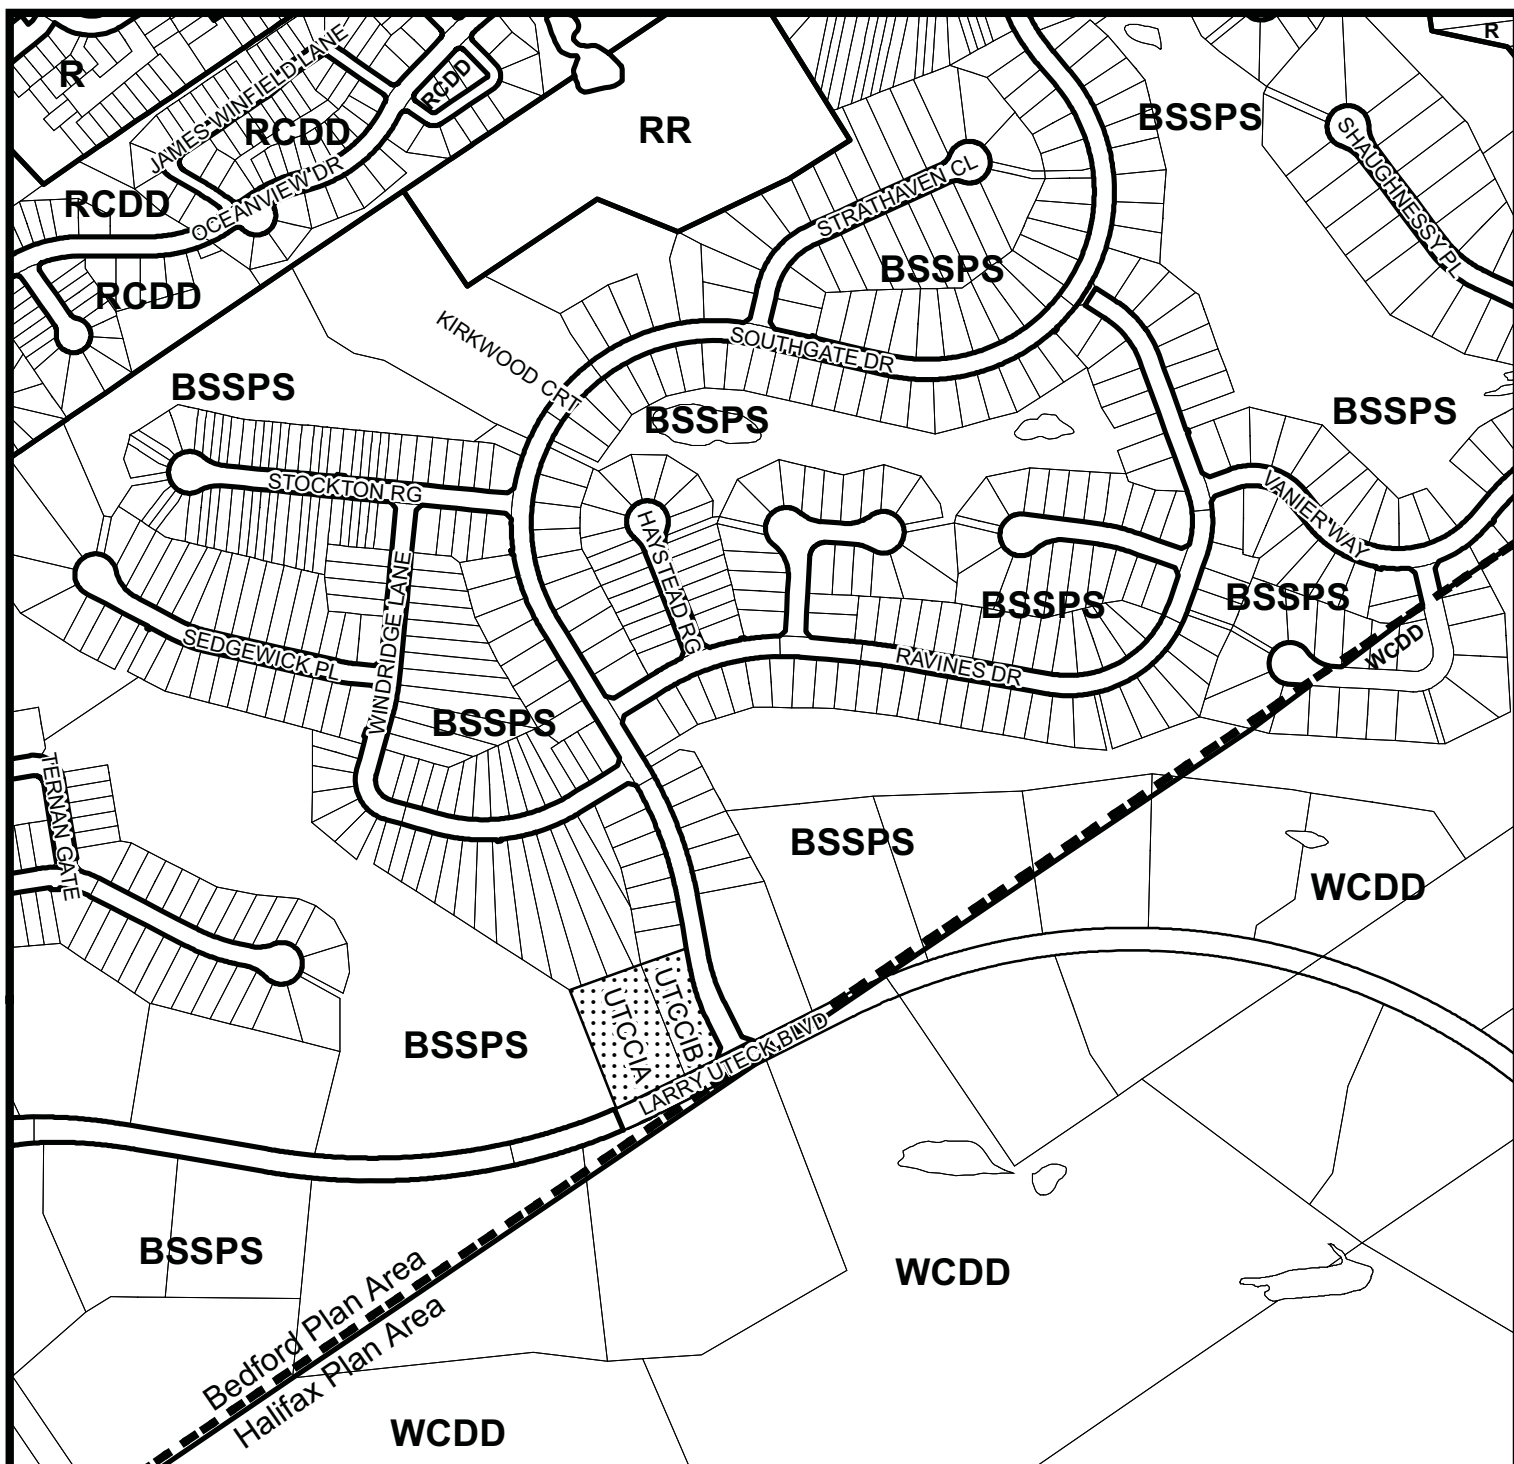 R
R
JAMES WINFIELD LANE
RCDD
RCDD
RR
BSSPS
SHAUGHNESSY PL
STRATHAVEN CL
RCDD
OCEANVIEW DR
BSSPS
RCDD
KIRKWOOD CRT
SOUTHGATE DR
BSSPS
BSSPS
BSSPS
STOCKTON RG
VANIER WAY
HAYSTEAD RG
WINDRIDGE LANE
BSSPS
BSSPS
SEDGEWICK PL
WCDD
RAVINES DR
BSSPS
TERNAN GATE
BSSPS
WCDD
UTCCIA
UTCCIB
BSSPS
LARRY UTECK BLVD
BSSPS
Bedford Plan Area
Halifax Plan Area
WCDD
WCDD